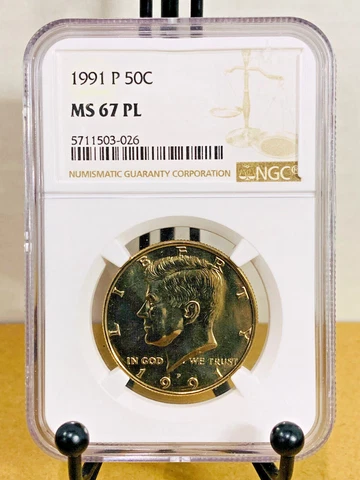 1991 P 50C
MS 67 PL
5711503-026
NUMISMATIC GUARANTY CORPORATION
NGC
LIBERTY
IN GOD WE TRUST
P
1991